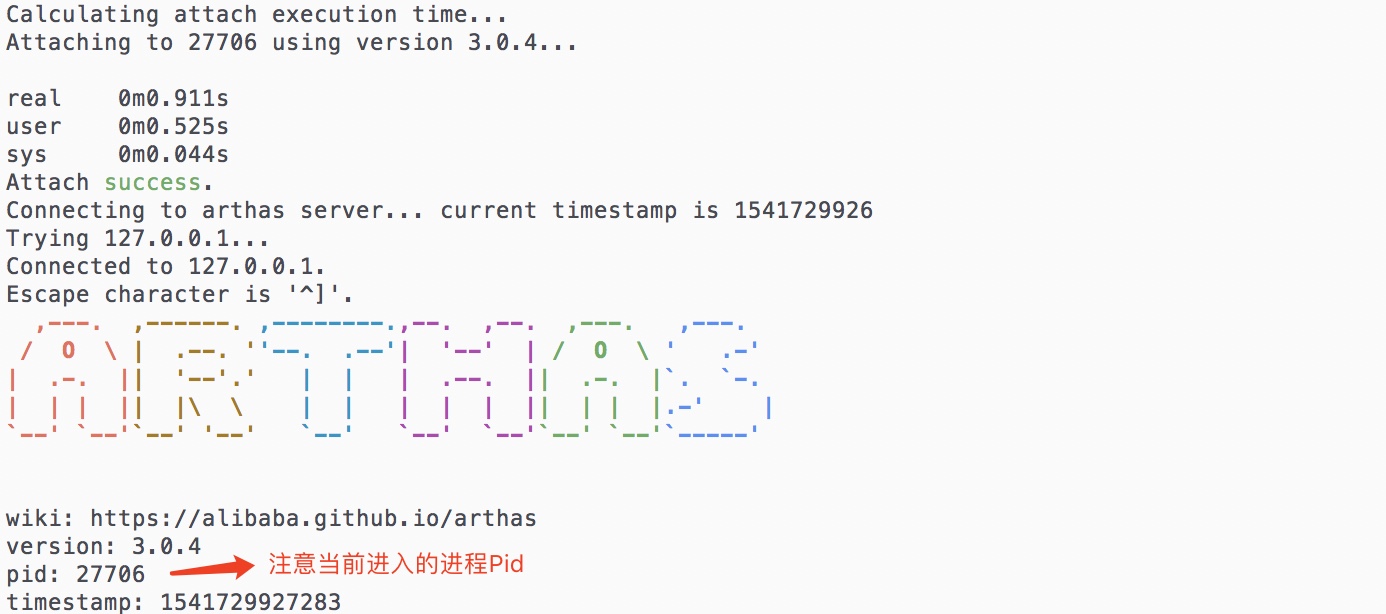 Calculating attach execution time...
Attaching to 27706 using version 3.0.4...
real    0m0.911s
user    0m0.525s
sys     0m0.044s
Attach success.
Connecting to arthas server... current timestamp is 1541729926
Trying 127.0.0.1...
Connected to 127.0.0.1.
Escape character is '^]'.
ARTHAS
wiki: https://alibaba.github.io/arthas
version: 3.0.4
pid: 27706 注意当前进入的进程Pid
timestamp: 1541729927283